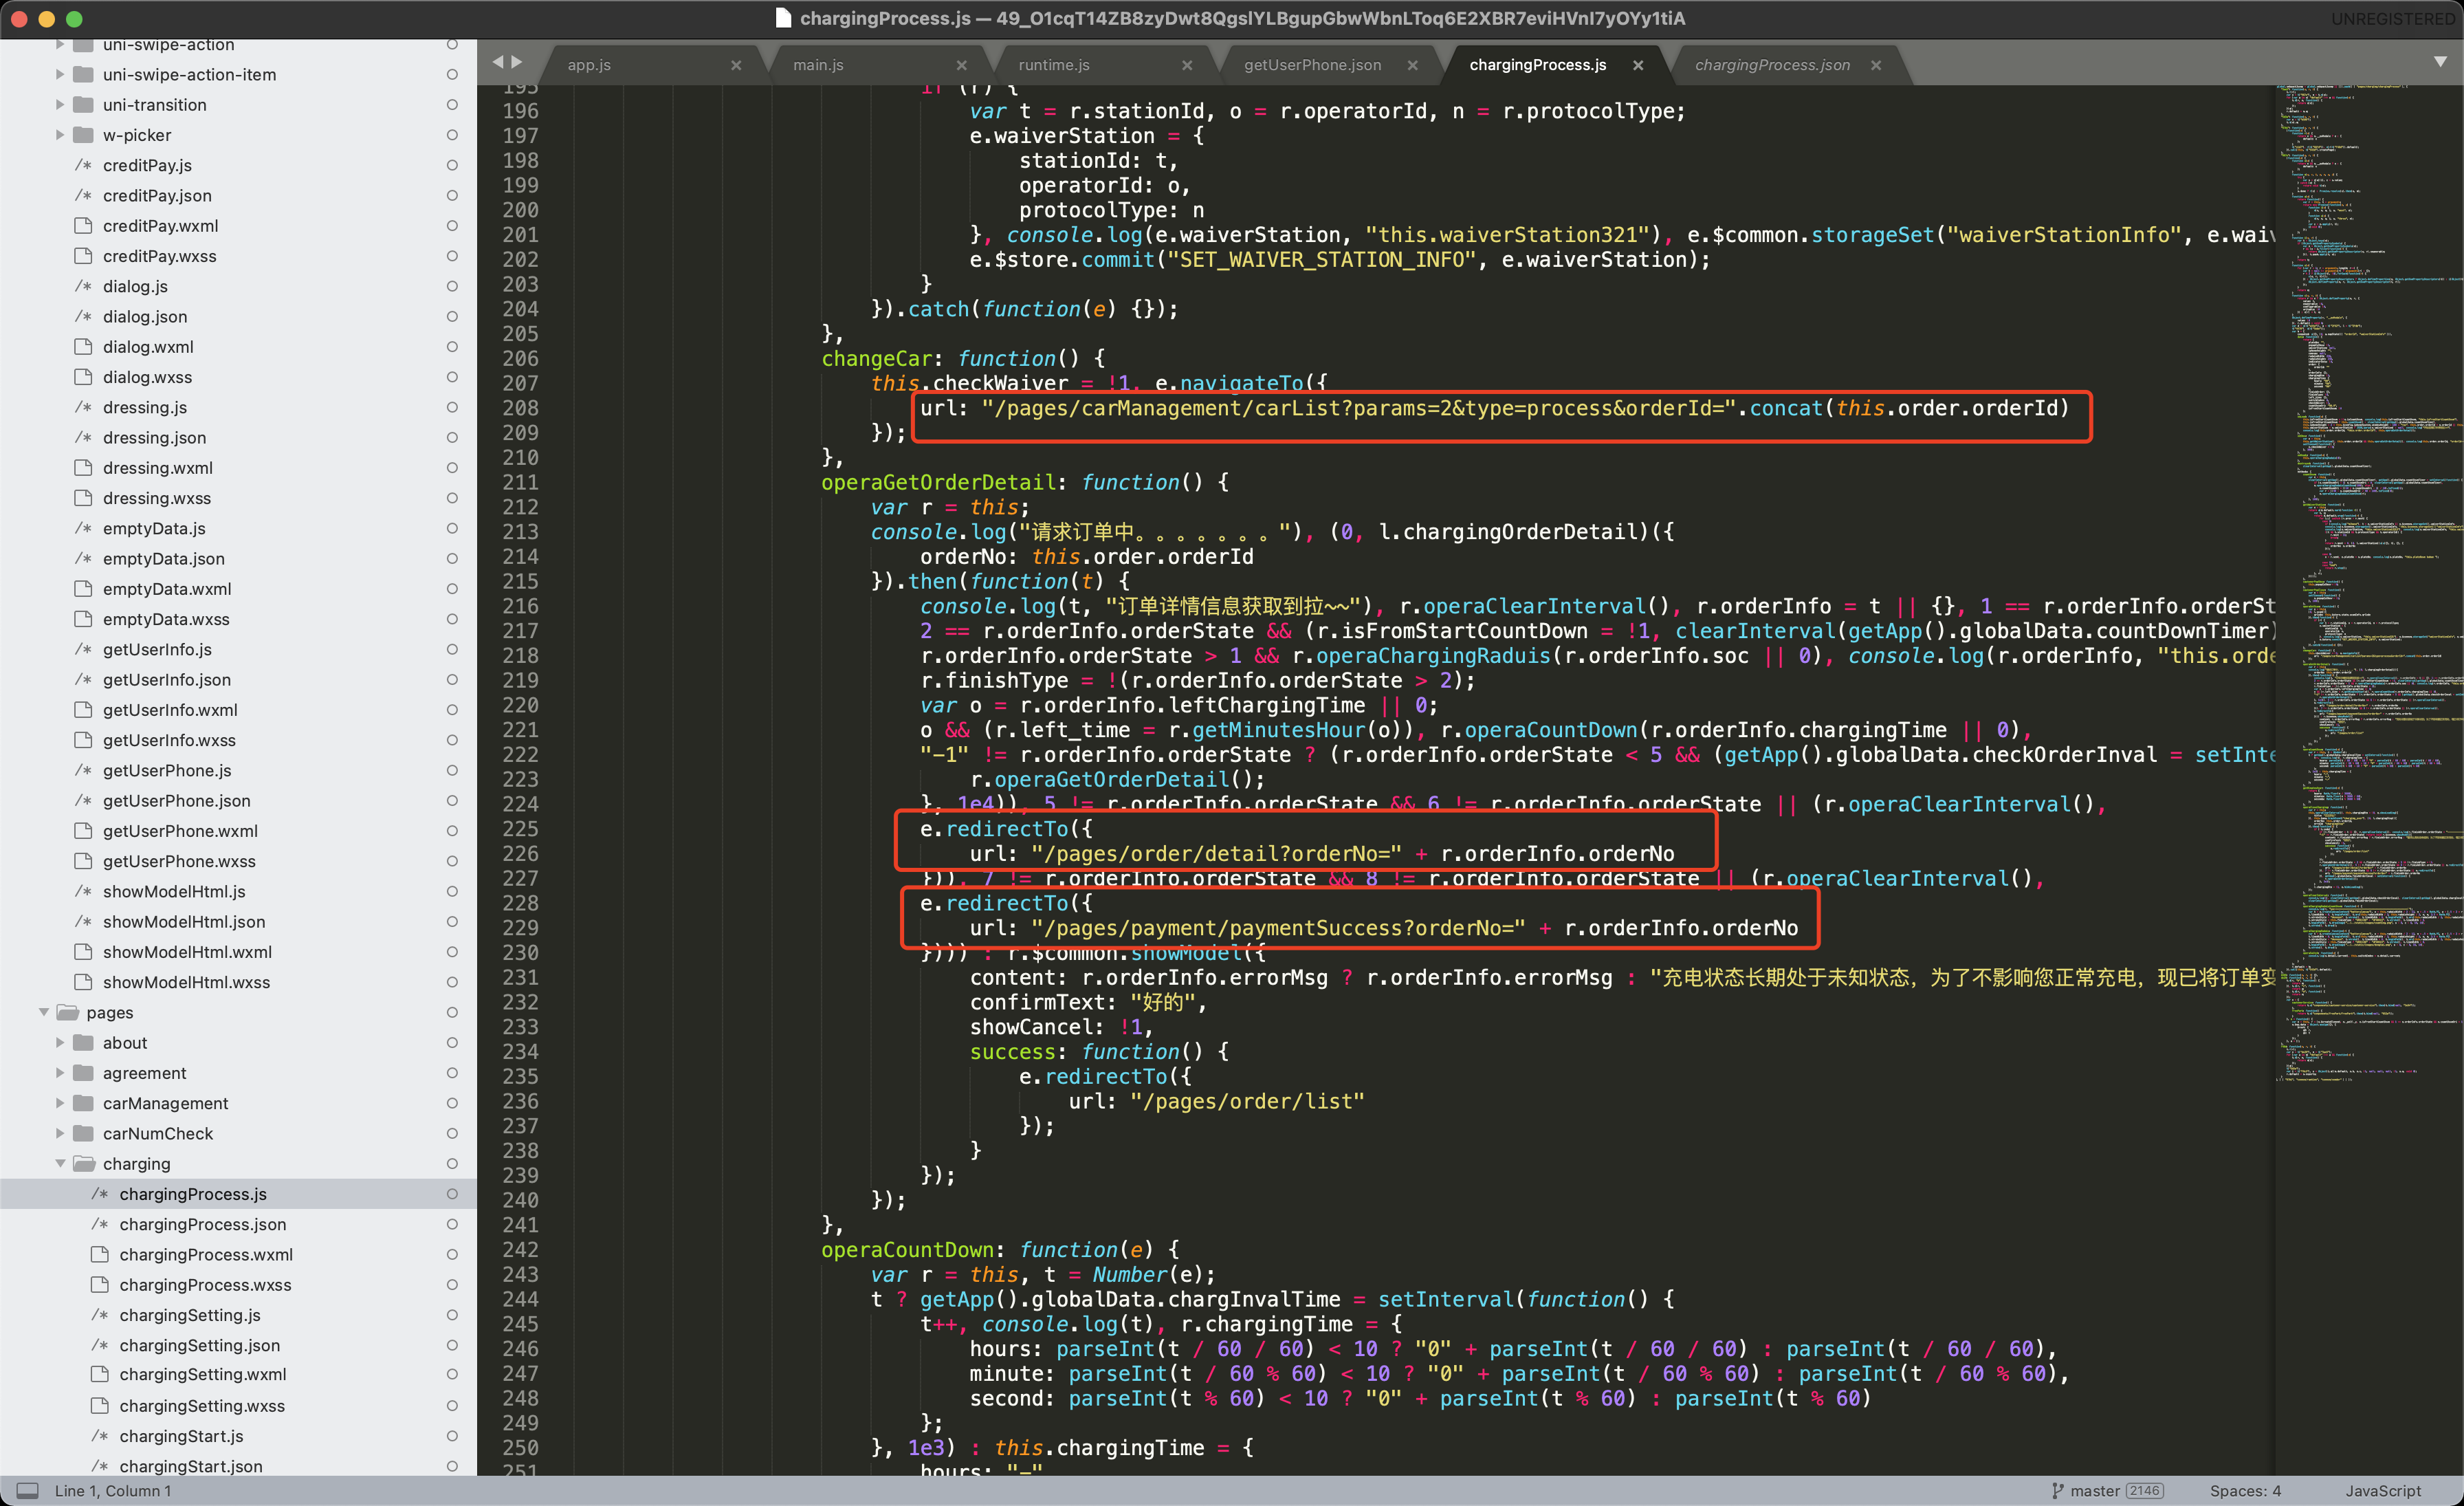 chargingProcess.js — 49_O1cqT14ZB8zyDwt8QgslYLBgupGbwWbnLToq6E2XBR7eviHVnI7yOYy1tiA
UNREGISTERED
uni-swipe-action
uni-swipe-action-item
uni-transition
w-picker
/* creditPay.js
/* creditPay.json
creditPay.wxml
creditPay.wxss
/* dialog.js
/* dialog.json
dialog.wxml
dialog.wxss
/* dressing.js
/* dressing.json
dressing.wxml
dressing.wxss
/* emptyData.js
/* emptyData.json
emptyData.wxml
emptyData.wxss
/* getUserInfo.js
/* getUserInfo.json
getUserInfo.wxml
getUserInfo.wxss
/* getUserPhone.js
/* getUserPhone.json
getUserPhone.wxml
getUserPhone.wxss
/* showModelHtml.js
/* showModelHtml.json
showModelHtml.wxml
showModelHtml.wxss
pages
about
agreement
carManagement
carNumCheck
charging
/* chargingProcess.js
/* chargingProcess.json
chargingProcess.wxml
chargingProcess.wxss
/* chargingSetting.js
/* chargingSetting.json
chargingSetting.wxml
chargingSetting.wxss
/* chargingStart.js
/* chargingStart.json
app.js × main.js × runtime.js × getUserPhone.json × chargingProcess.js × chargingProcess.json ×
195 if (r) {
196 var t = r.stationId, o = r.operatorId, n = r.protocolType;
197 e.waiverStation = {
198 stationId: t,
199 operatorId: o,
200 protocolType: n
201 }, console.log(e.waiverStation, "this.waiverStation321"), e.$common.storageSet("waiverStationInfo", e.waiv
202 e.$store.commit("SET_WAIVER_STATION_INFO", e.waiverStation);
203 }
204 }).catch(function(e) {});
205 },
206 changeCar: function() {
207 this.checkWaiver = !1, e.navigateTo({
208 url: "/pages/carManagement/carList?params=2&type=process&orderId=".concat(this.order.orderId)
209 });
210 },
211 operaGetOrderDetail: function() {
212 var r = this;
213 console.log("请求订单中。。。。。。。"), (0, l.chargingOrderDetail)({
214 orderNo: this.order.orderId
215 }).then(function(t) {
216 console.log(t, "订单详情信息获取到拉~~"), r.operaClearInterval(), r.orderInfo = t || {}, 1 == r.orderInfo.orderSt
217 2 == r.orderInfo.orderState && (r.isFromStartCountDown = !1, clearInterval(getApp().globalData.countDownTimer)
218 r.orderInfo.orderState > 1 && r.operaChargingRaduis(r.orderInfo.soc || 0), console.log(r.orderInfo, "this.orde
219 r.finishType = !(r.orderInfo.orderState > 2);
220 var o = r.orderInfo.leftChargingTime || 0;
221 o && (r.left_time = r.getMinutesHour(o)), r.operaCountDown(r.orderInfo.chargingTime || 0),
222 "-1" != r.orderInfo.orderState ? (r.orderInfo.orderState < 5 && (getApp().globalData.checkOrderInval = setInte
223 r.operaGetOrderDetail();
224 }, 1e4)), 5 != r.orderInfo.orderState && 6 != r.orderInfo.orderState || (r.operaClearInterval(),
225 e.redirectTo({
226 url: "/pages/order/detail?orderNo=" + r.orderInfo.orderNo
227 })), 7 != r.orderInfo.orderState && 8 != r.orderInfo.orderState || (r.operaClearInterval(),
228 e.redirectTo({
229 url: "/pages/payment/paymentSuccess?orderNo=" + r.orderInfo.orderNo
230 }))) : r.$common.showModel({
231 content: r.orderInfo.errorMsg ? r.orderInfo.errorMsg : "充电状态长期处于未知状态，为了不影响您正常充电，现已将订单变
232 confirmText: "好的",
233 showCancel: !1,
234 success: function() {
235 e.redirectTo({
236 url: "/pages/order/list"
237 });
238 }
239 });
240 });
241 },
242 operaCountDown: function(e) {
243 var r = this, t = Number(e);
244 t ? getApp().globalData.chargInvalTime = setInterval(function() {
245 t++, console.log(t), r.chargingTime = {
246 hours: parseInt(t / 60 / 60) < 10 ? "0" + parseInt(t / 60 / 60) : parseInt(t / 60 / 60),
247 minute: parseInt(t / 60 % 60) < 10 ? "0" + parseInt(t / 60 % 60) : parseInt(t / 60 % 60),
248 second: parseInt(t % 60) < 10 ? "0" + parseInt(t % 60) : parseInt(t % 60)
249 };
250 }, 1e3) : this.chargingTime = {
251 hours: "-"
Line 1, Column 1
master 2146
Spaces: 4
JavaScript